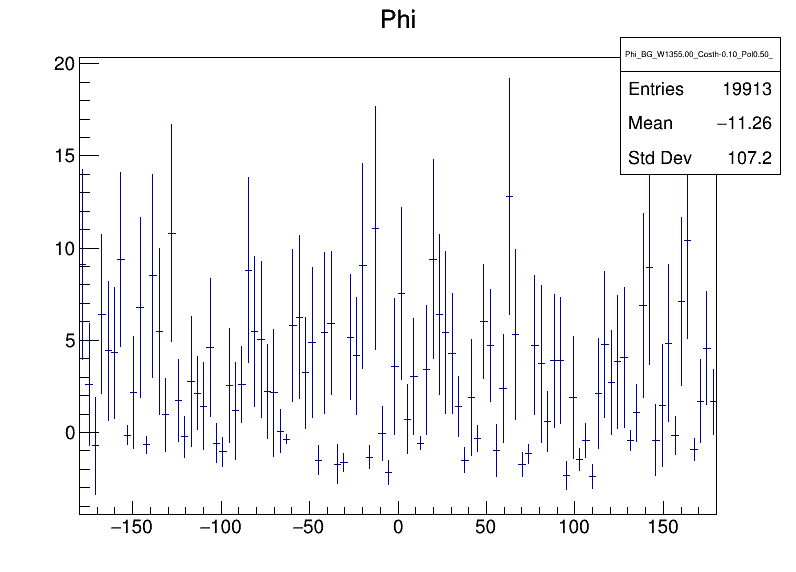 Phi
Phi_BG_W1355.00_Costh-0.10_Pol0.50_
Entries 19913
Mean −11.26
Std Dev 107.2
20
15
10
5
0
−150 −100 −50 0 50 100 150